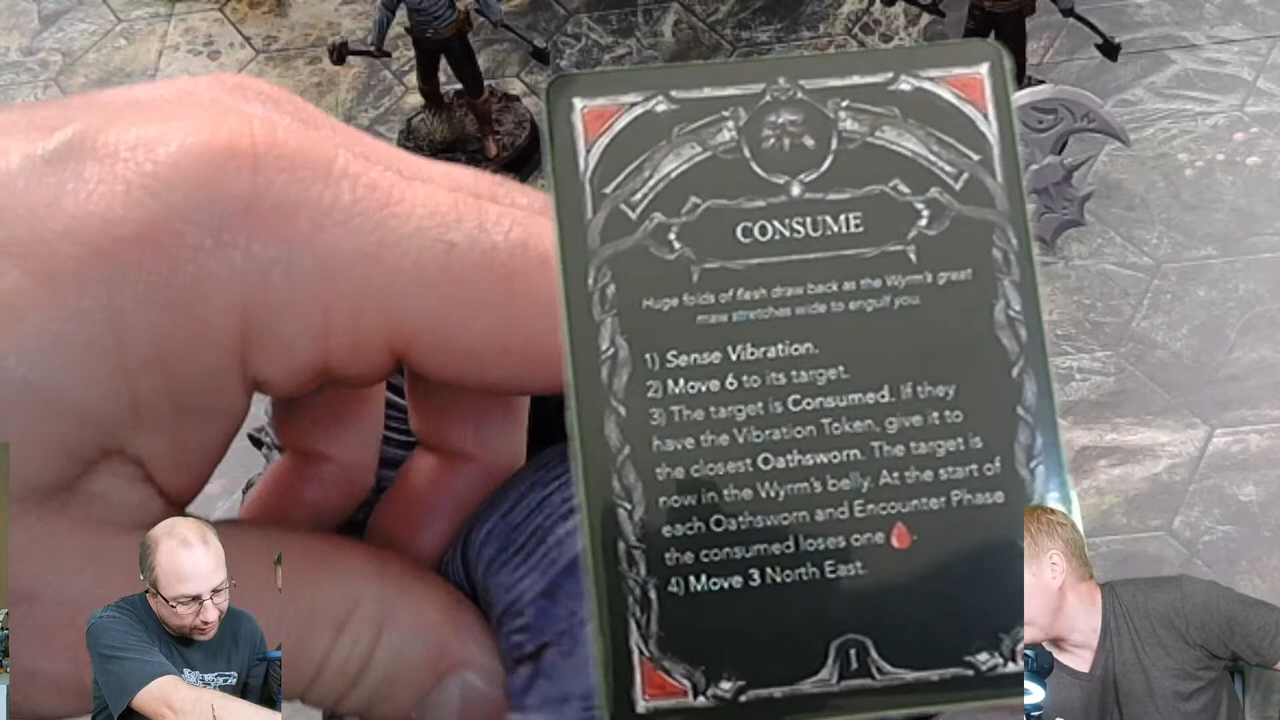 CONSUME
Huge folds of flesh draw back as the Wyrm's great
maw stretches wide to engulf you.
1) Sense Vibration.
2) Move 6 to its target.
3) The target is Consumed. If they
have the Vibration Token, give it to
the closest Oathsworn. The target is
now in the Wyrm's belly. At the start of
each Oathsworn and Encounter Phase
the consumed loses one
4) Move 3 North East.
1